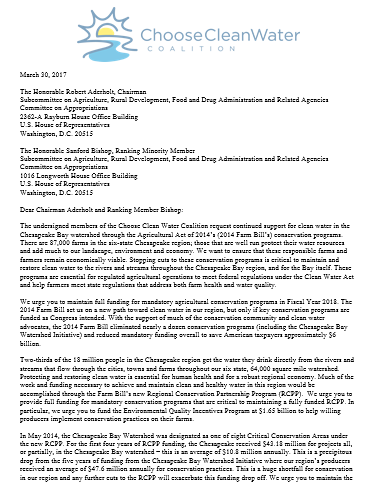 ChooseCleanWater
COALITION
March 30, 2017
The Honorable Robert Aderholt, Chairman
Subcommittee on Agriculture, Rural Development, Food and Drug Administration and Related Agencies
Committee on Appropriations
2362-A Rayburn House Office Building
U.S. House of Representatives
Washington, D.C. 20515
The Honorable Sanford Bishop, Ranking Minority Member
Subcommittee on Agriculture, Rural Development, Food and Drug Administration and Related Agencies
Committee on Appropriations
1016 Longworth House Office Building
U.S. House of Representatives
Washington, D.C. 20515
Dear Chairman Aderholt and Ranking Member Bishop:
The undersigned members of the Choose Clean Water Coalition request continued support for clean water in the
Chesapeake Bay watershed through the Agricultural Act of 2014's (2014 Farm Bill's) conservation programs.
There are 87,000 farms in the six-state Chesapeake region; those that are well run protect their water resources
and add much to our landscape, environment and economy. We want to ensure that these responsible farms and
farmers remain economically viable. Stopping cuts to these conservation programs is critical to maintain and
restore clean water to the rivers and streams throughout the Chesapeake Bay region, and for the Bay itself. These
programs are essential for regulated agricultural operations to meet federal regulations under the Clean Water Act
and help farmers meet state regulations that address both farm health and water quality.
We urge you to maintain full funding for mandatory agricultural conservation programs in Fiscal Year 2018. The
2014 Farm Bill set us on a new path toward clean water in our region, but only if key conservation programs are
funded as Congress intended. With the support of much of the conservation community and clean water
advocates, the 2014 Farm Bill eliminated nearly a dozen conservation programs (including the Chesapeake Bay
Watershed Initiative) and reduced mandatory funding overall to save American taxpayers approximately $6
billion.
Two-thirds of the 18 million people in the Chesapeake region get the water they drink directly from the rivers and
streams that flow through the cities, towns and farms throughout our six state, 64,000 square mile watershed.
Protecting and restoring clean water is essential for human health and for a robust regional economy. Much of the
work and funding necessary to achieve and maintain clean and healthy water in this region would be
accomplished through the Farm Bill's new Regional Conservation Partnership Program (RCPP). We urge you to
provide full funding for mandatory conservation programs that are critical to maintaining a fully funded RCPP. In
particular, we urge you to fund the Environmental Quality Incentives Program at $1.65 billion to help willing
producers implement conservation practices on their farms.
In May 2014, the Chesapeake Bay Watershed was designated as one of eight Critical Conservation Areas under
the new RCPP. For the first four years of RCPP funding, the Chesapeake received $43.18 million for projects all,
or partially, in the Chesapeake Bay watershed – this is an average of $10.8 million annually. This is a precipitous
drop from the five years of funding from the Chesapeake Bay Watershed Initiative where our region's producers
received an average of $47.6 million annually for conservation practices. This is a huge shortfall for conservation
in our region and any further cuts to the RCPP will exacerbate this funding drop off. We urge you to maintain the